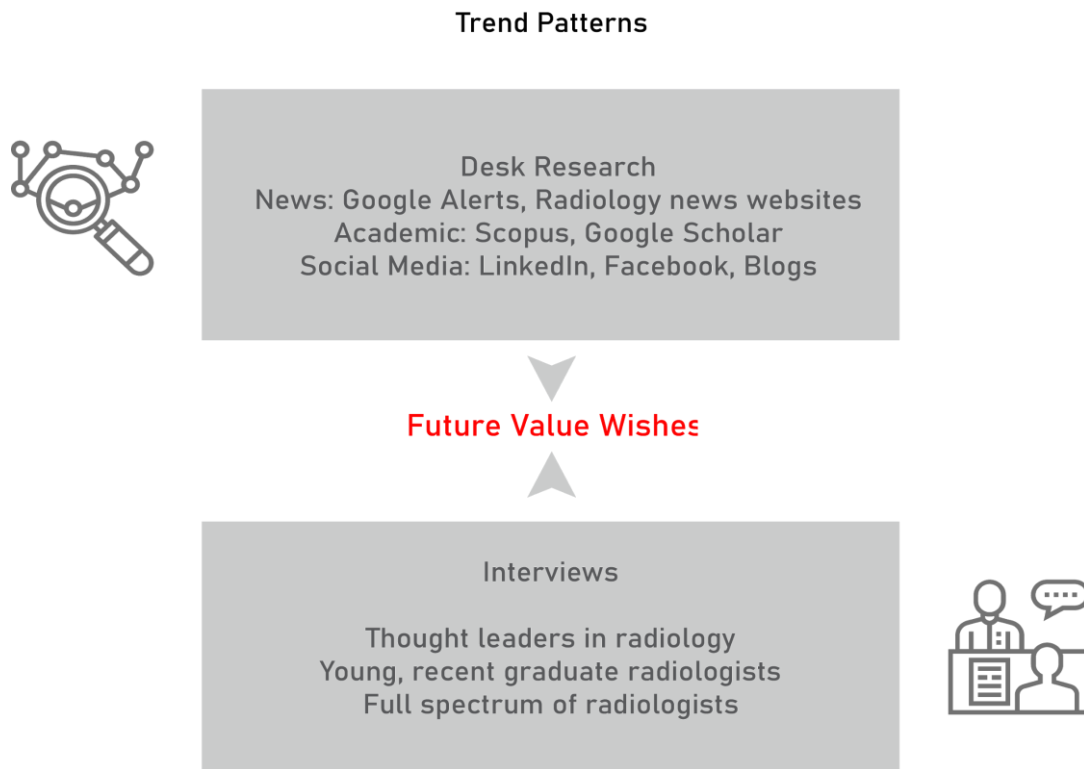 Trend Patterns
Desk Research
News: Google Alerts, Radiology news websites
Academic: Scopus, Google Scholar
Social Media: LinkedIn, Facebook, Blogs
Future Value Wishes
Interviews
Thought leaders in radiology
Young, recent graduate radiologists
Full spectrum of radiologists